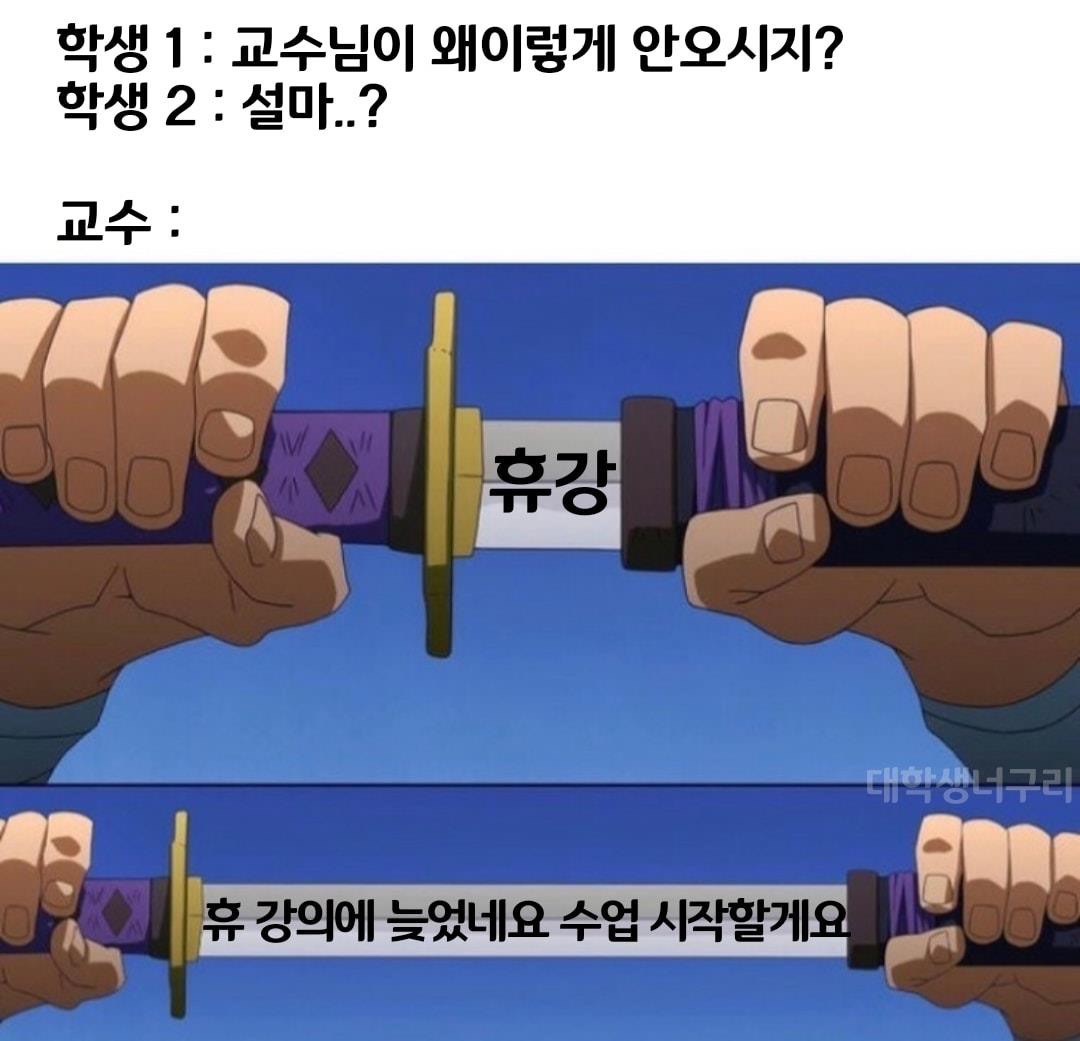 학생 1 : 교수님이 왜이렇게 안오시지?
학생 2 : 설마..?
교수 :
휴강
대학생너구리
휴 강의에 늦었네요 수업 시작할게요